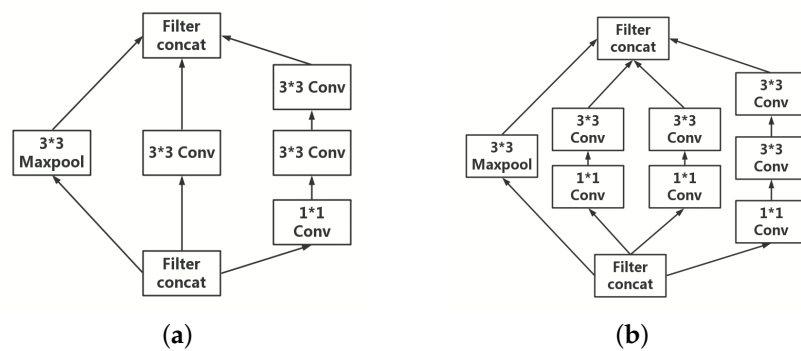 Filter
concat
3*3 Conv
3*3
Maxpool
3*3 Conv
3*3 Conv
1*1
Conv
Filter
concat
(a)
Filter
concat
3*3
Conv
3*3
Conv
3*3
Conv
3*3
Maxpool
3*3
Conv
1*1
Conv
1*1
Conv
1*1
Conv
Filter
concat
(b)